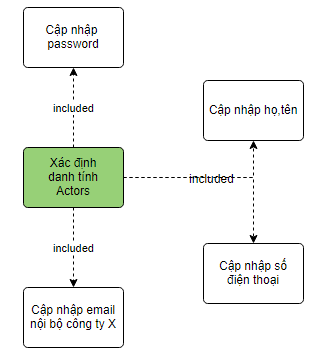 Cập nhập
password
included
Cập nhập họ,tên
Xác định
danh tính
Actors
included
included
Cập nhập số
điện thoại
Cập nhập email
nội bộ công ty X